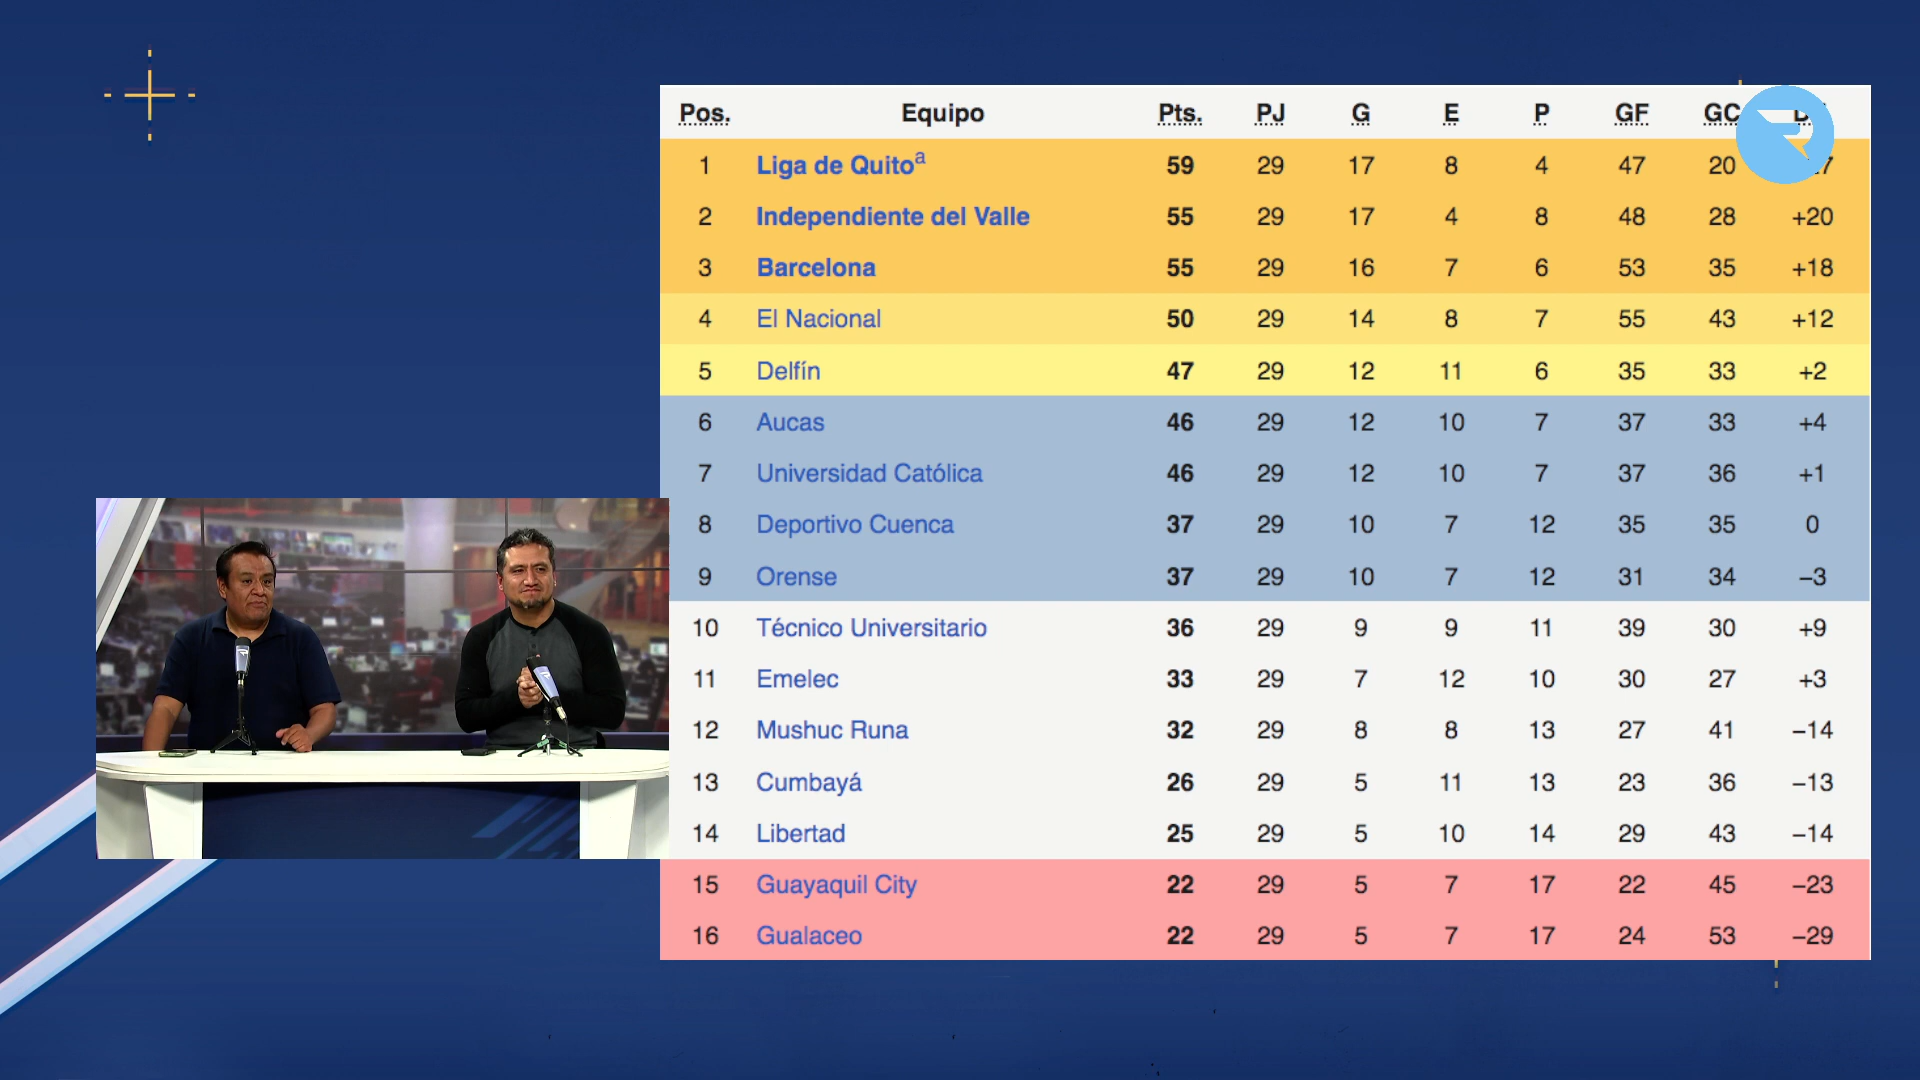 Pos. Equipo Pts. PJ G E P GF GC
1 Liga de Quitoª 59 29 17 8 4 47 20
2 Independiente del Valle 55 29 17 4 8 48 28 +20
3 Barcelona 55 29 16 7 6 53 35 +18
4 El Nacional 50 29 14 8 7 55 43 +12
5 Delfín 47 29 12 11 6 35 33 +2
6 Aucas 46 29 12 10 7 37 33 +4
7 Universidad Católica 46 29 12 10 7 37 36 +1
8 Deportivo Cuenca 37 29 10 7 12 35 35 0
9 Orense 37 29 10 7 12 31 34 −3
10 Técnico Universitario 36 29 9 9 11 39 30 +9
11 Emelec 33 29 7 12 10 30 27 +3
12 Mushuc Runa 32 29 8 8 13 27 41 −14
13 Cumbayá 26 29 5 11 13 23 36 −13
14 Libertad 25 29 5 10 14 29 43 −14
15 Guayaquil City 22 29 5 7 17 22 45 −23
16 Gualaceo 22 29 5 7 17 24 53 −29